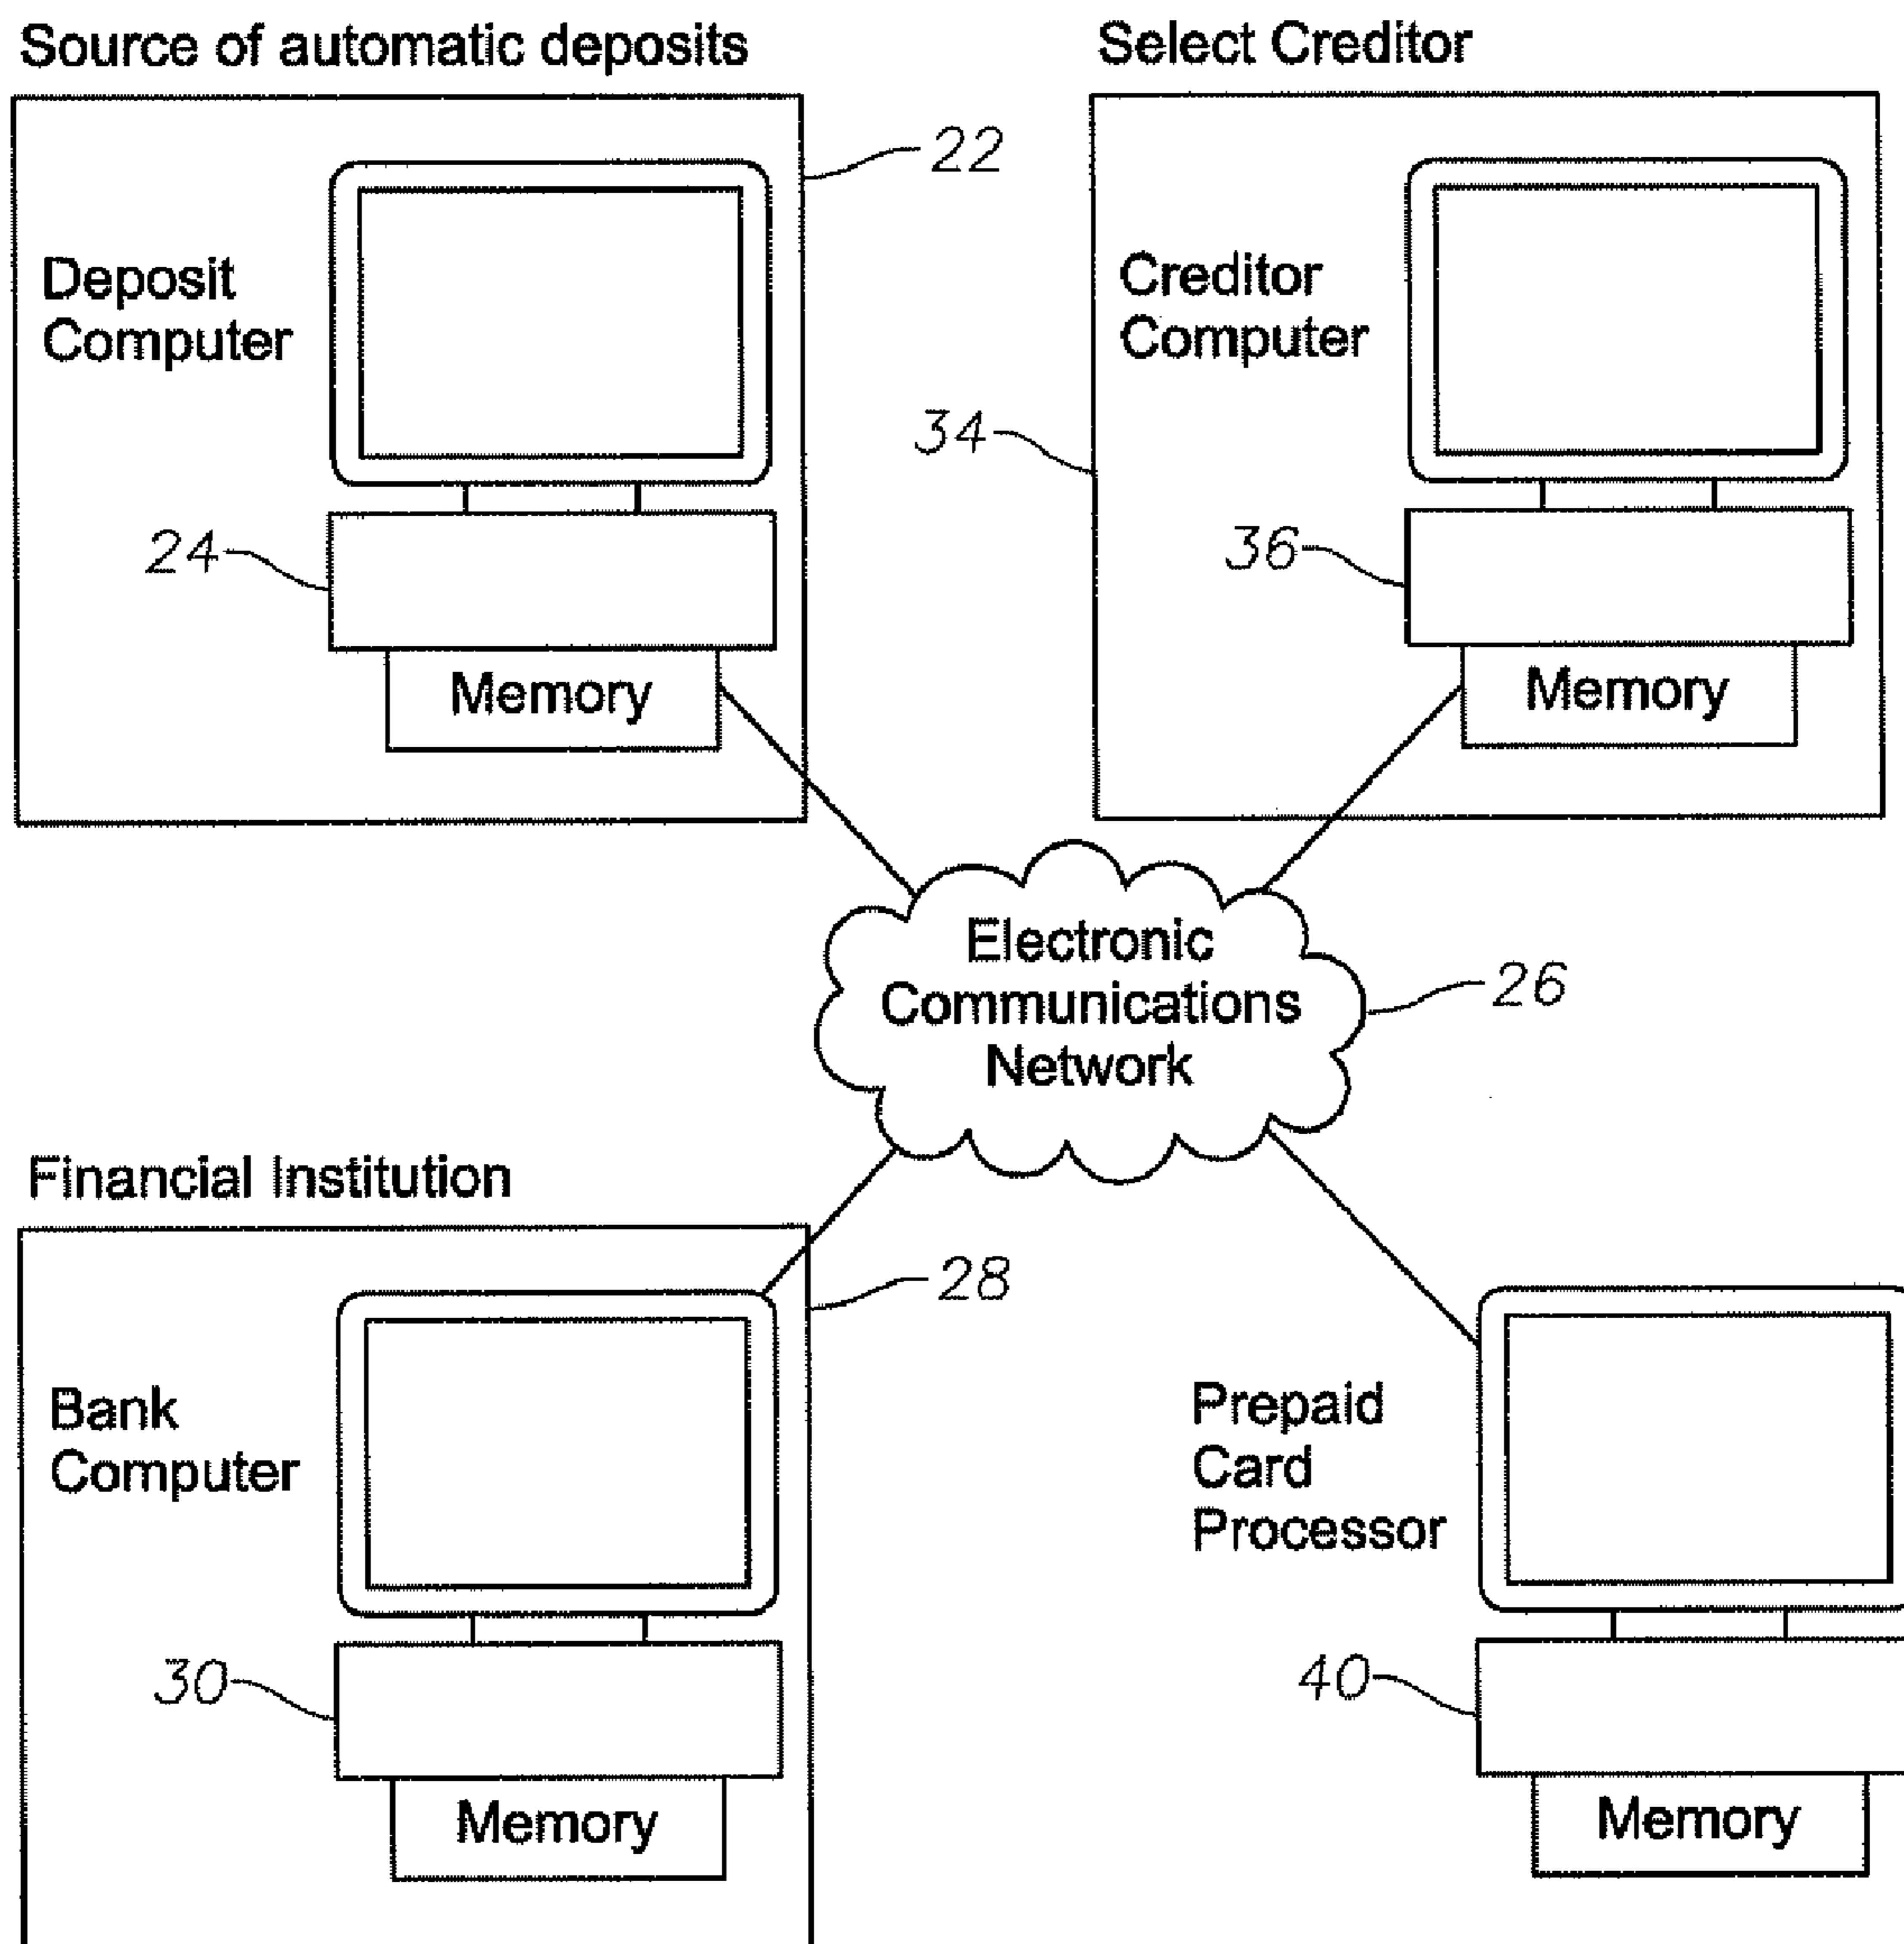 Source of automatic deposits
Select Creditor
22
Deposit
Computer
24
Memory
Creditor
Computer
34
36
Memory
Electronic
Communications
Network
26
Financial Institution
28
Bank
Computer
30
Memory
Prepaid
Card
Processor
40
Memory